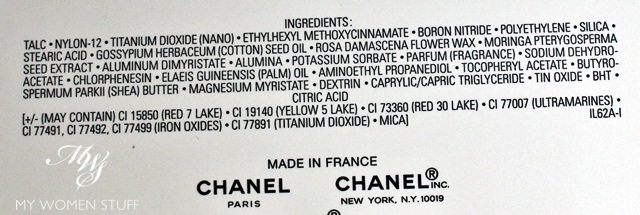 INGREDIENTS:
TALC • NYLON-12 • TITANIUM DIOXIDE (NANO) • ETHYLHEXYL METHOXYCINNAMATE • BORON NITRIDE • POLYETHYLENE • SILICA •
STEARIC ACID • GOSSYPIUM HERBACEUM (COTTON) SEED OIL • ROSA DAMASCENA FLOWER WAX • MORINGA PTERYGOSPERMA
SEED EXTRACT • ALUMINUM DIMYRISTATE • ALUMINA • POTASSIUM SORBATE • PARFUM (FRAGRANCE) • SODIUM DEHYDRO-
ACETATE • CHLORPHENESIN • ELAEIS GUINEENSIS (PALM) OIL • AMINOETHYL PROPANEDIOL • TOCOPHERYL ACETATE • BUTYRO-
SPERMUM PARKII (SHEA) BUTTER • MAGNESIUM MYRISTATE • DEXTRIN • CAPRYLIC/CAPRIC TRIGLYCERIDE • TIN OXIDE • BHT •
CITRIC ACID
[+/- (MAY CONTAIN) CI 15850 (RED 7 LAKE) • CI 19140 (YELLOW 5 LAKE) • CI 73360 (RED 30 LAKE) • CI 77007 (ULTRAMARINES) •
CI 77491, CI 77492, CI 77499 (IRON OXIDES) • CI 77891 (TITANIUM DIOXIDE) • MICA] IL62A-I
MADE IN FRANCE
CHANEL CHANEL® INC.
PARIS NEW YORK, N.Y. 10019
®
MWS
MY WOMEN STUFF